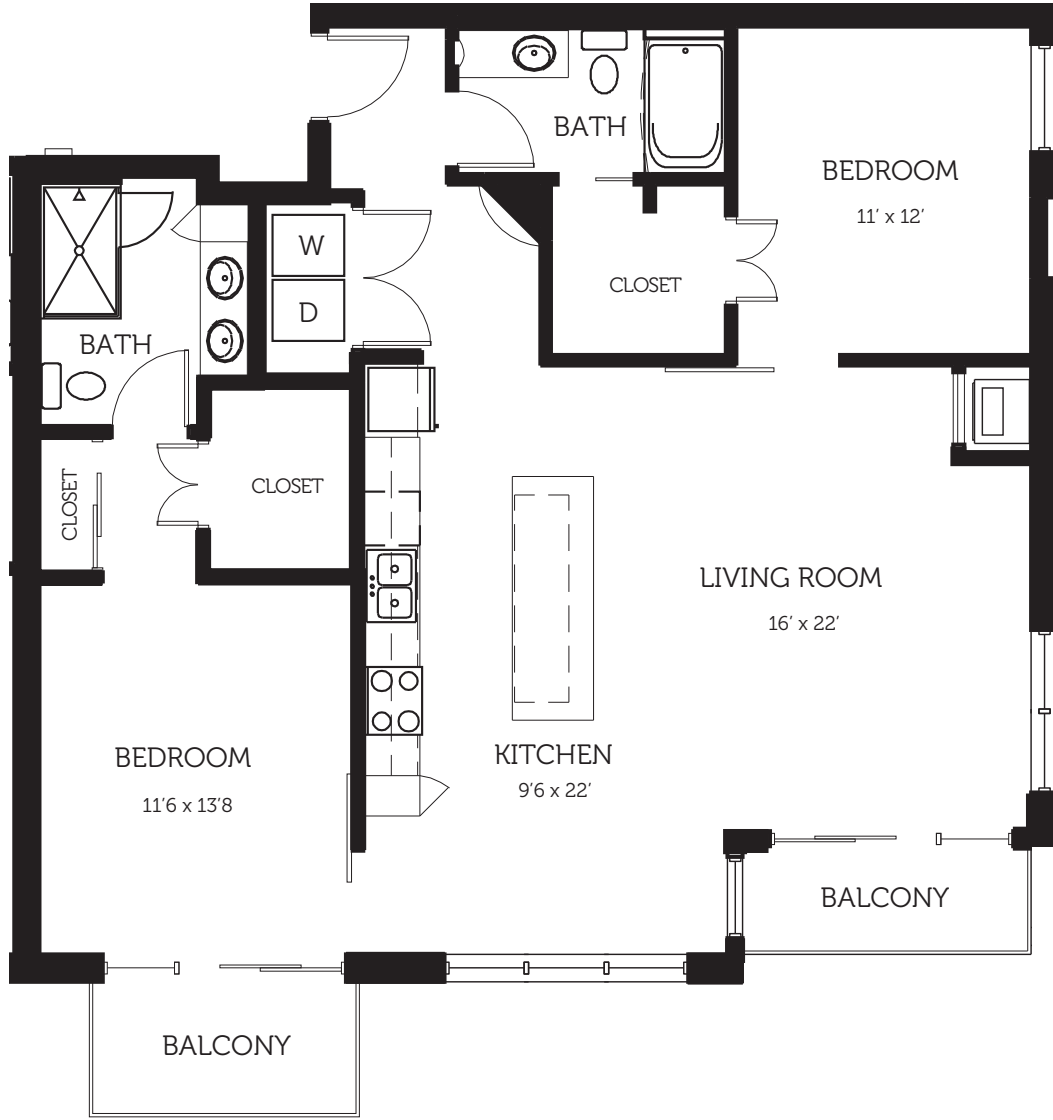 BATH
BEDROOM
11' x 12'
W
D
CLOSET
BATH
CLOSET
CLOSET
LIVING ROOM
16' x 22'
BEDROOM
11'6 x 13'8
KITCHEN
9'6 x 22'
BALCONY
BALCONY